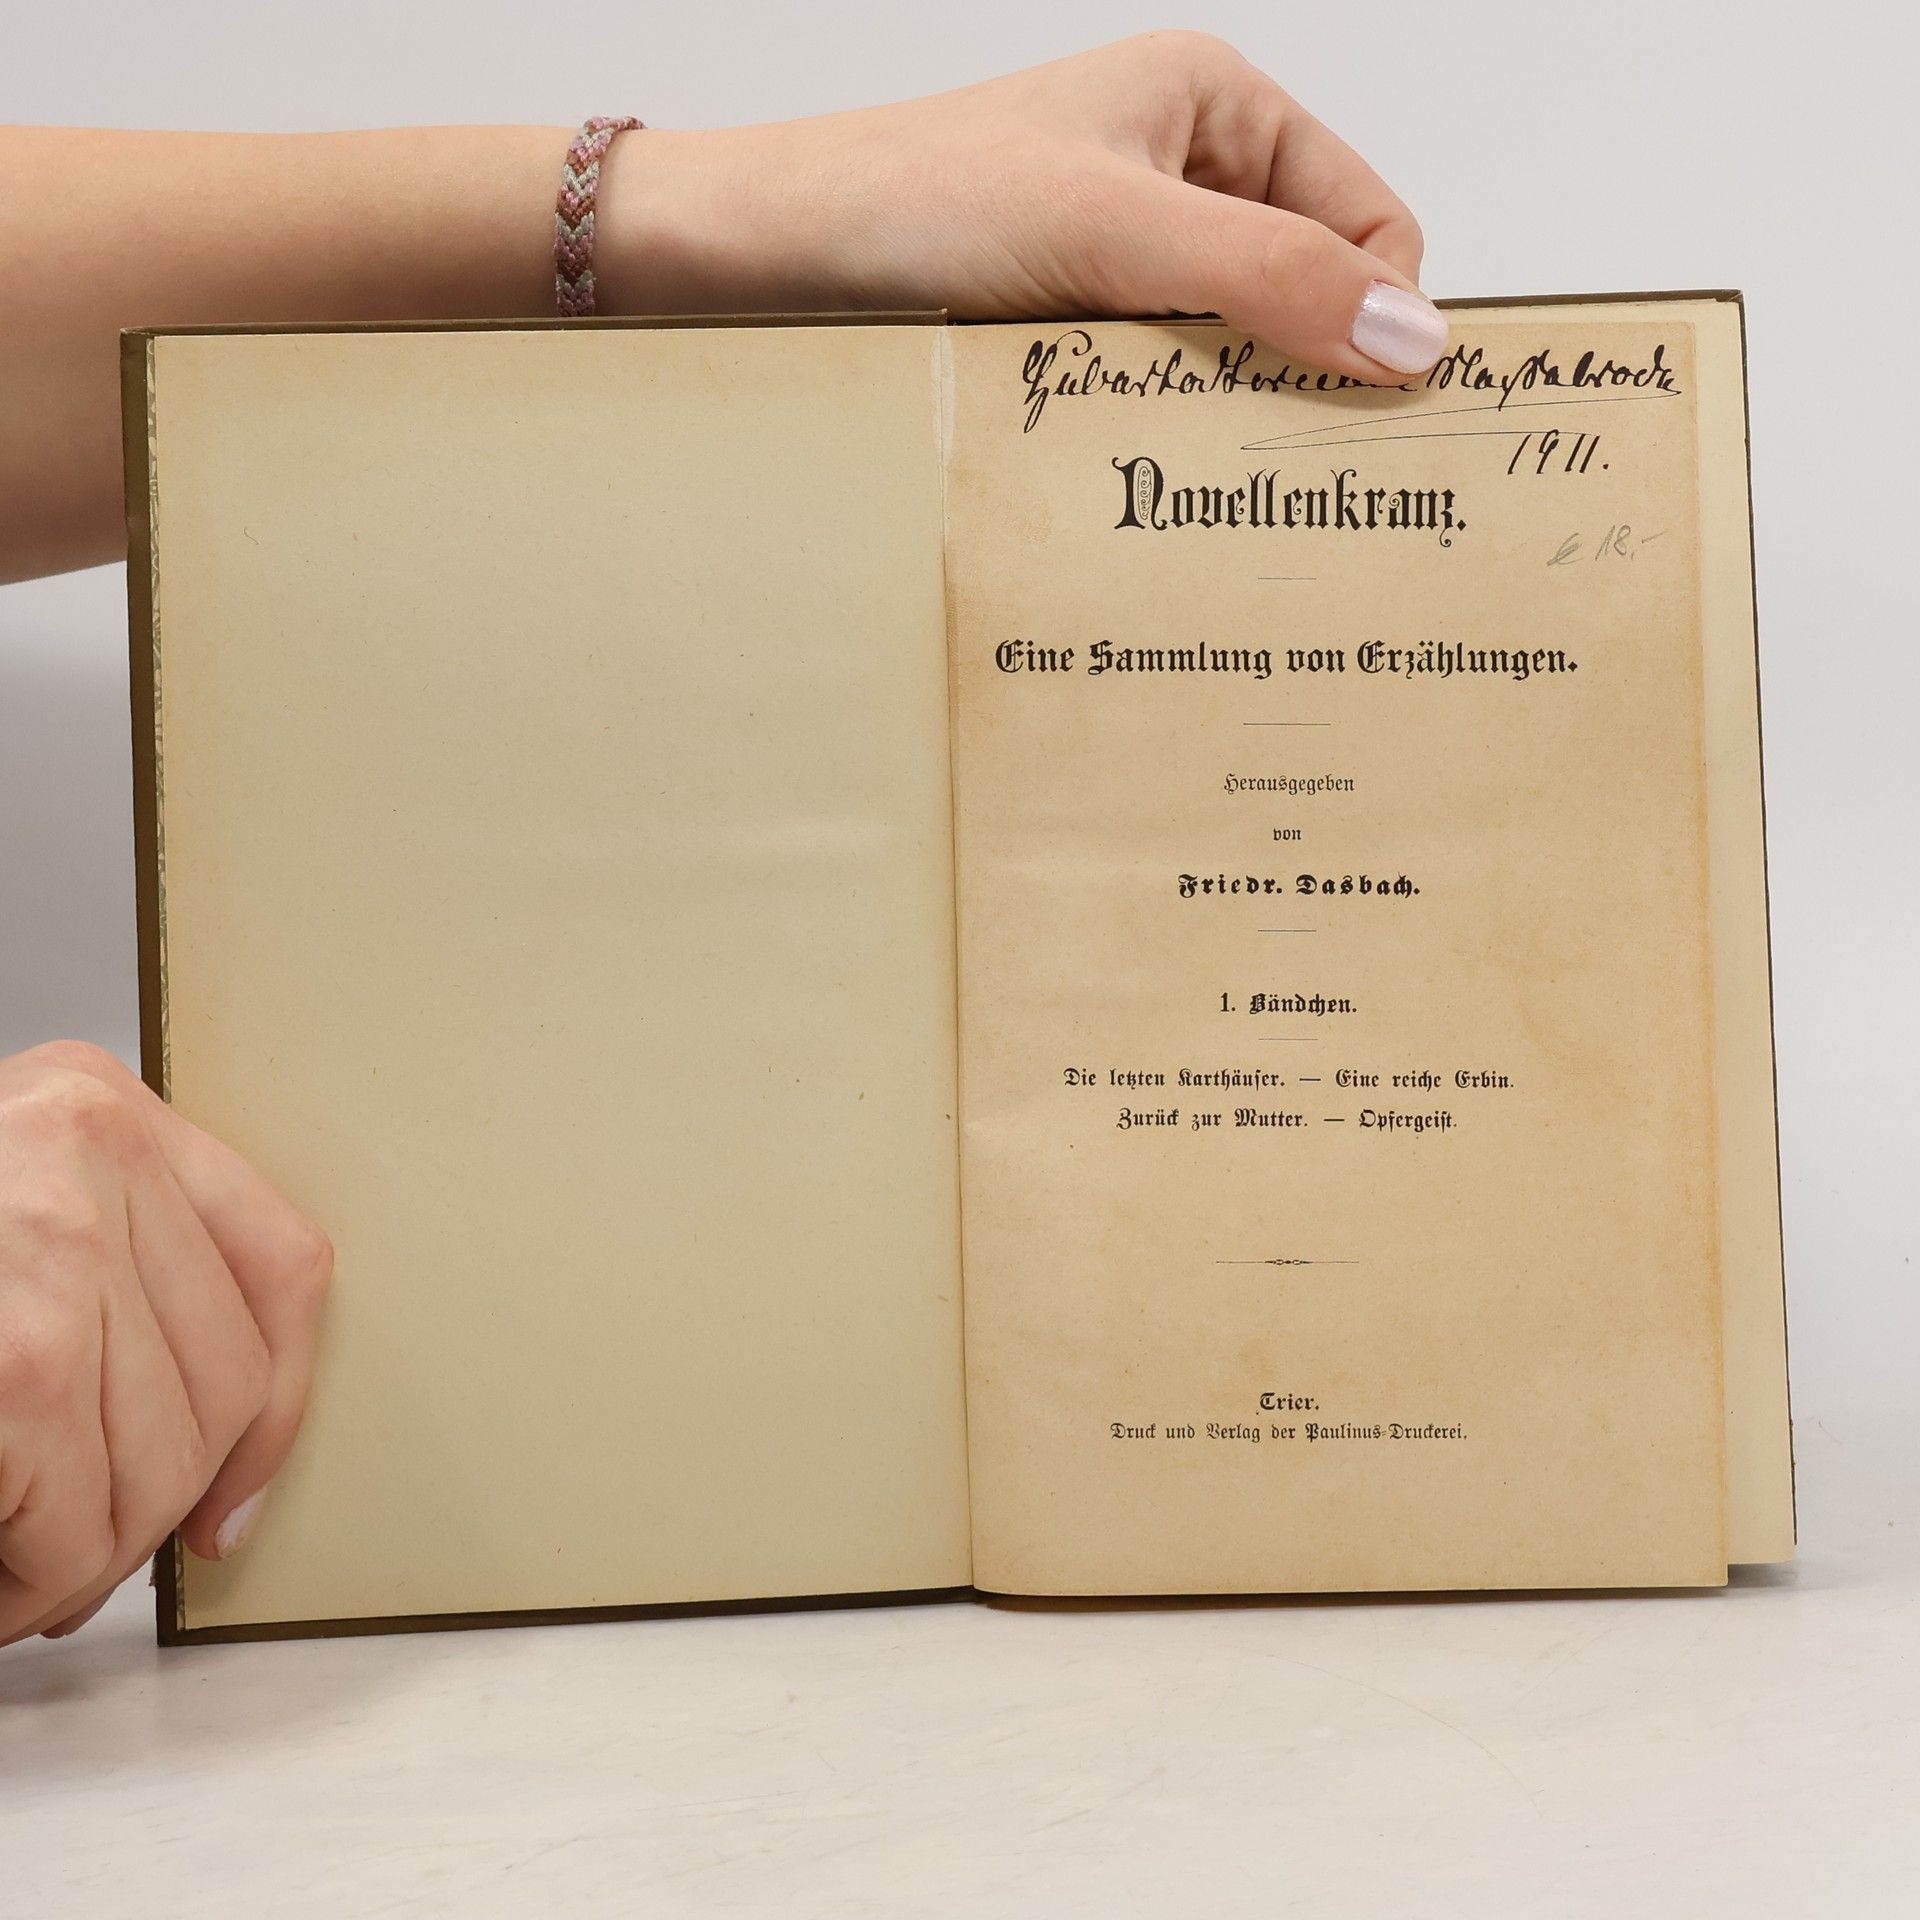 1911.
Novellenkranz.
€ 18.-
Eine Sammlung von Erzählungen.
Herausgegeben
von
Friedr. Dasbach.
1. Bändchen.
Die letzten Karthäuser. — Eine reiche Erbin.
Zurück zur Mutter. — Opfergeist.
Trier.
Druck und Verlag der Paulinus-Druckerei.